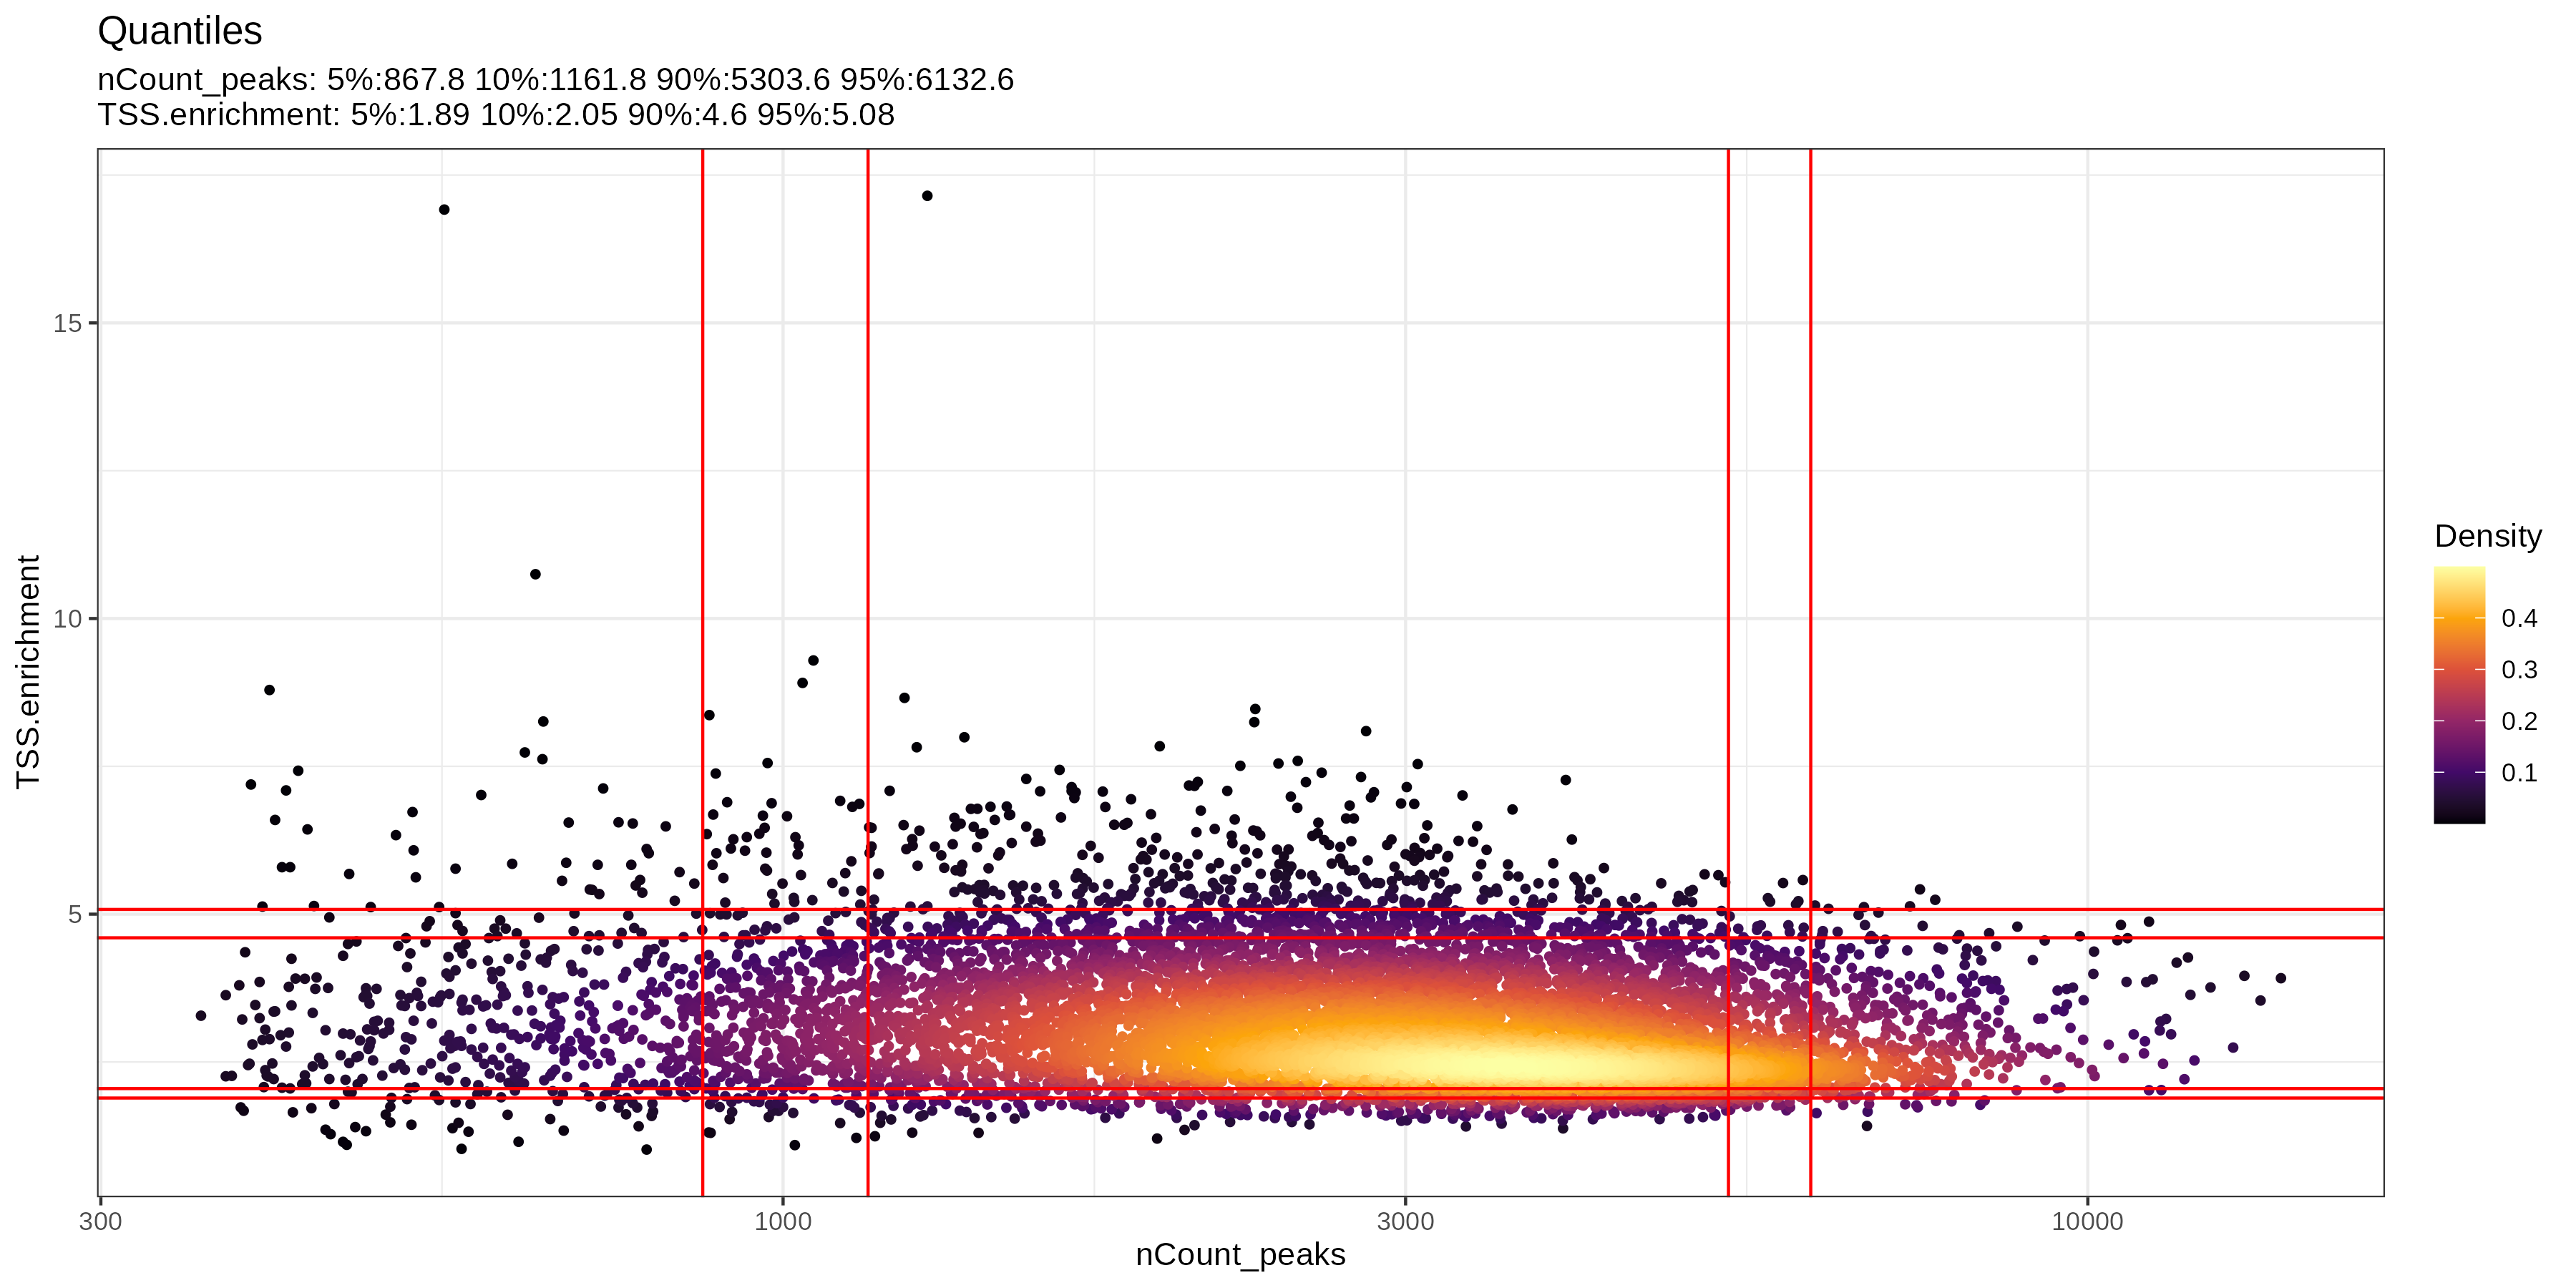 Quantiles
nCount_peaks: 5%:867.8 10%:1161.8 90%:5303.6 95%:6132.6
TSS.enrichment: 5%:1.89 10%:2.05 90%:4.6 95%:5.08
TSS.enrichment
15
10
5
300
1000
3000
10000
nCount_peaks
Density
0.4
0.3
0.2
0.1